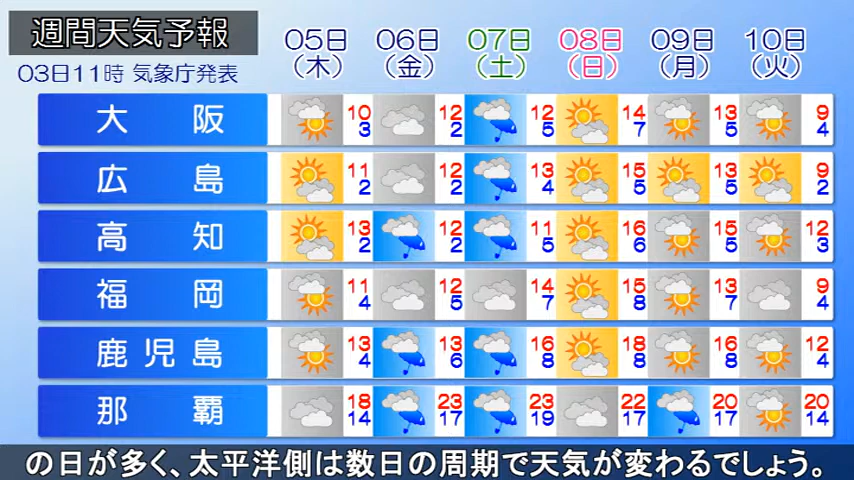 週間天気予報
03日11時 気象庁発表
05日 06日 07日 08日 09日 10日
（木） （金） （土） （日） （月） （火）
大阪 10 3 12 2 12 5 14 7 13 5 9 4
広島 11 2 12 2 13 4 15 5 13 5 9 2
高知 13 2 12 2 11 5 16 6 15 5 12 3
福岡 11 4 12 5 14 7 15 8 13 7 9 4
鹿児島 13 4 13 6 16 8 18 8 16 8 12 4
那覇 18 14 23 17 23 19 22 17 20 17 20 14
の日が多く、太平洋側は数日の周期で天気が変わるでしょう。